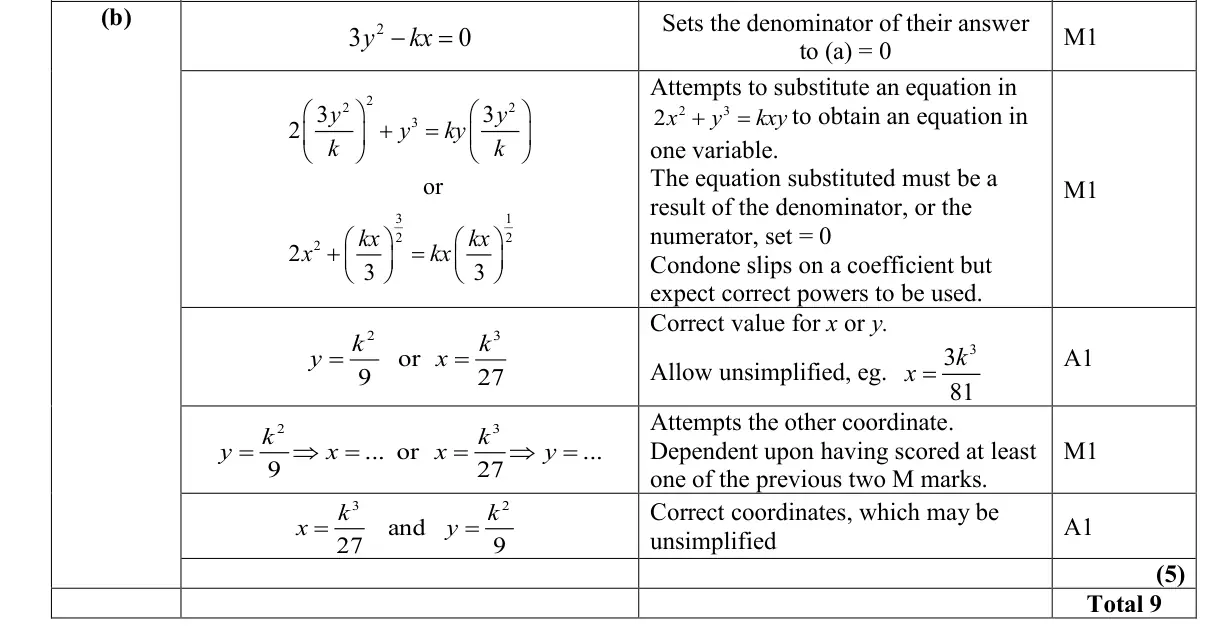 (b)
3y² − kx = 0
Sets the denominator of their answer
to (a) = 0
M1
2(3y²/k)² + y³ = ky(3y²/k)
or
2x² + (kx/3)^(3/2) = kx(kx/3)^(1/2)
Attempts to substitute an equation in
2x² + y³ = kxy to obtain an equation in
one variable.
The equation substituted must be a
result of the denominator, or the
numerator, set = 0
Condone slips on a coefficient but
expect correct powers to be used.
M1
y = k²/9 or x = k³/27
Correct value for x or y.
Allow unsimplified, eg. x = 3k³/81
A1
y = k²/9 ⇒ x = ... or x = k³/27 ⇒ y = ...
Attempts the other coordinate.
Dependent upon having scored at least
one of the previous two M marks.
M1
x = k³/27 and y = k²/9
Correct coordinates, which may be
unsimplified
A1
(5)
Total 9